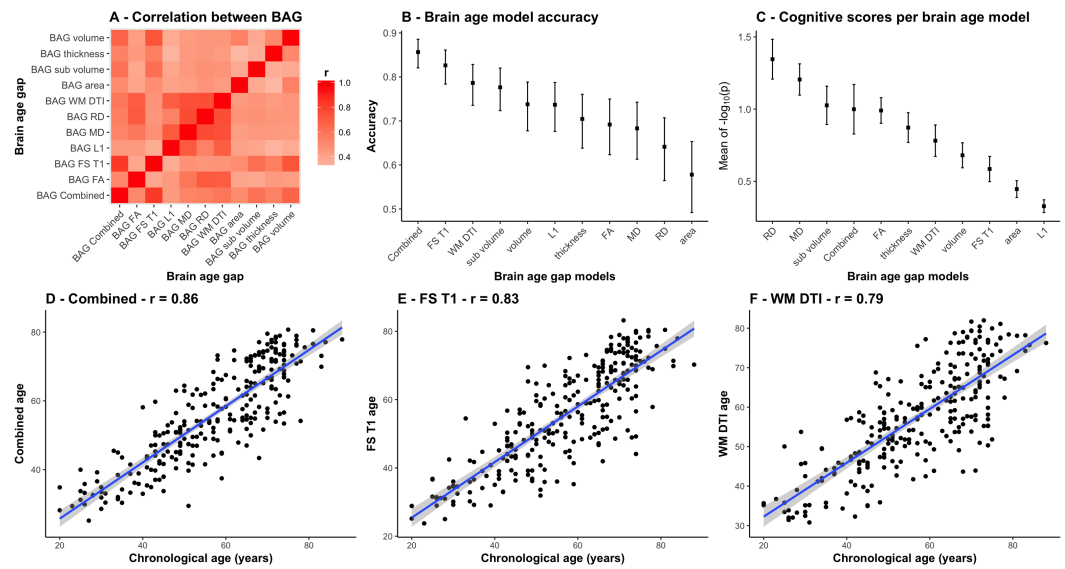 A - Correlation between BAG
BAG volume
BAG thickness
BAG sub volume
BAG area
BAG WM DTI
BAG RD
BAG MD
BAG L1
BAG FS T1
BAG FA
BAG Combined
Brain age gap
BAG Combined
BAG FA
BAG FS T1
BAG L1
BAG MD
BAG RD
BAG WM DTI
BAG area
BAG sub volume
BAG thickness
BAG volume
Brain age gap
r
1.0
0.8
0.6
0.4
B - Brain age model accuracy
0.9
0.8
0.7
0.6
0.5
Accuracy
Combined
FS T1
WM DTI
sub volume
volume
L1
thickness
FA
MD
RD
area
Brain age gap models
C - Cognitive scores per brain age model
1.5
1.0
0.5
Mean of -log₁₀(p)
RD
MD
sub volume
Combined
FA
thickness
WM DTI
volume
FS T1
area
L1
Brain age gap models
D - Combined - r = 0.86
80
60
40
Combined age
20
40
60
80
Chronological age (years)
E - FS T1 - r = 0.83
80
60
40
20
FS T1 age
20
40
60
80
Chronological age (years)
F - WM DTI - r = 0.79
80
70
60
50
40
30
WM DTI age
20
40
60
80
Chronological age (years)